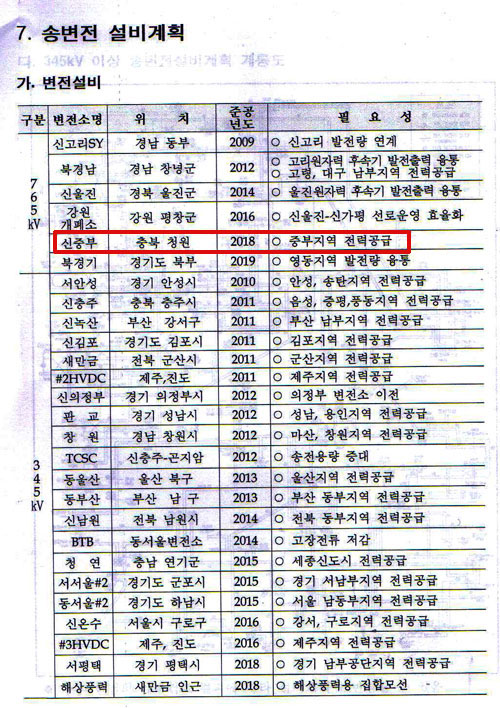 7. 송변전 설비계획
다. 345kV 이상 송변전설비계획 계통도
가. 변전설비
구분 변전소명 위 치 준공년도 필 요 성
765kV
신고리SY 경남 동부 2009 ○ 신고리 발전량 연계
북경남 경남 창녕군 2012 ○ 고리원자력 후속기 발전출력 융통
○ 고령, 대구 남부지역 전력공급
신울진 경북 울진군 2014 ○ 울진원자력 후속기 발전출력 융통
강원개폐소 강원 평창군 2016 ○ 신울진-신가평 선로운영 효율화
신중부 충북 청원 2018 ○ 중부지역 전력공급
북경기 경기도 북부 2019 ○ 영동지역 발전량 융통
345kV
서안성 경기 안성시 2010 ○ 안성, 송탄지역 전력공급
신충주 충북 충주시 2011 ○ 음성, 증평,풍동지역 전력공급
신녹산 부산 강서구 2011 ○ 부산 남부지역 전력공급
신김포 경기도 김포시 2011 ○ 김포지역 전력공급
새만금 전북 군산시 2011 ○ 군산지역 전력공급
#2HVDC 제주,진도 2011 ○ 제주지역 전력공급
신의정부 경기 의정부시 2012 ○ 의정부 변전소 이전
판 교 경기 성남시 2012 ○ 성남, 용인지역 전력공급
창 원 경남 창원시 2012 ○ 마산, 창원지역 전력공급
TCSC 신충주-곤지암 2012 ○ 송전용량 증대
동울산 울산 북구 2013 ○ 울산지역 전력공급
동부산 부산 남 구 2013 ○ 부산 동부지역 전력공급
신남원 전북 남원시 2014 ○ 전북 동부지역 전력공급
BTB 동서울변전소 2014 ○ 고장전류 저감
청 연 충남 연기군 2015 ○ 세종신도시 전력공급
서서울#2 경기도 군포시 2015 ○ 경기 서남부지역 전력공급
동서울#2 경기도 하남시 2015 ○ 서울 남동부지역 전력공급
신온수 서울시 구로구 2016 ○ 강서, 구로지역 전력공급
#3HVDC 제주, 진도 2016 ○ 제주지역 전력공급
서평택 경기 평택시 2018 ○ 경기 남부공단지역 전력공급
해상풍력 새만금 인근 2018 ○ 해상풍력용 집합모선